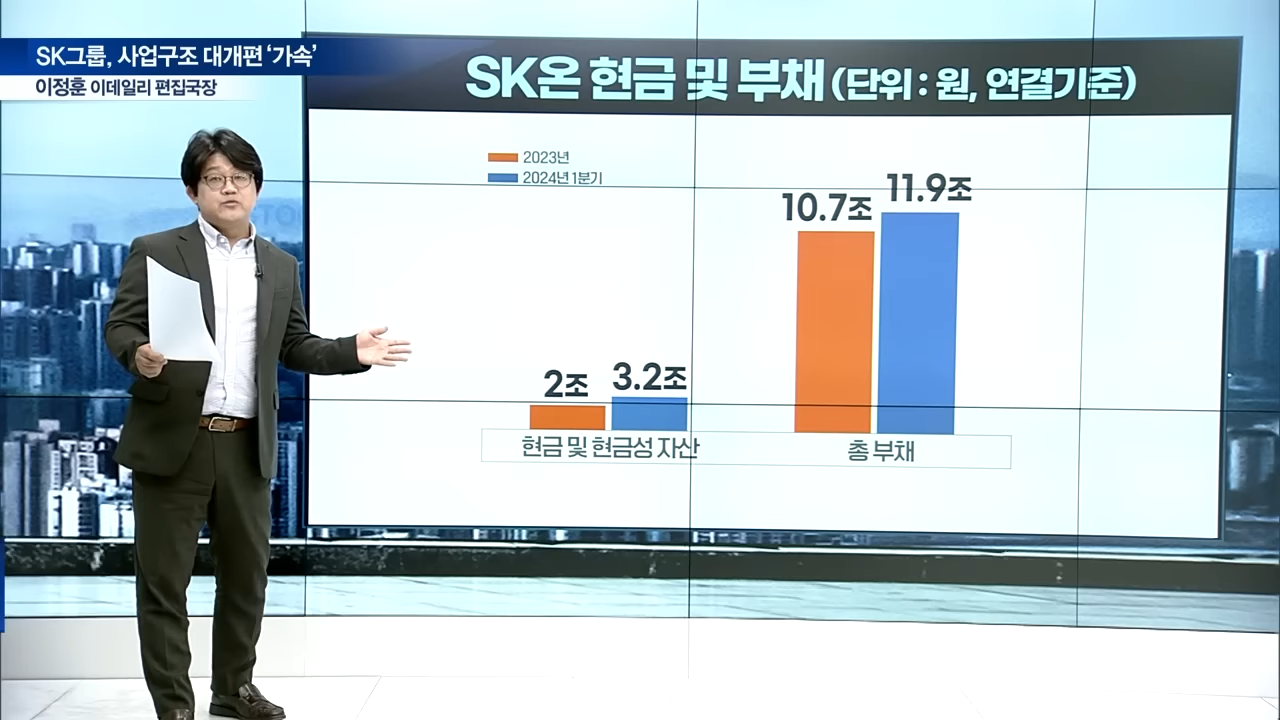 SK그룹, 사업구조 대개편 ‘가속’
이정훈 이데일리 편집국장
SK온 현금 및 부채 (단위 : 원, 연결기준)
2023년
2024년 1분기
2조
3.2조
10.7조
11.9조
현금 및 현금성 자산
총 부채